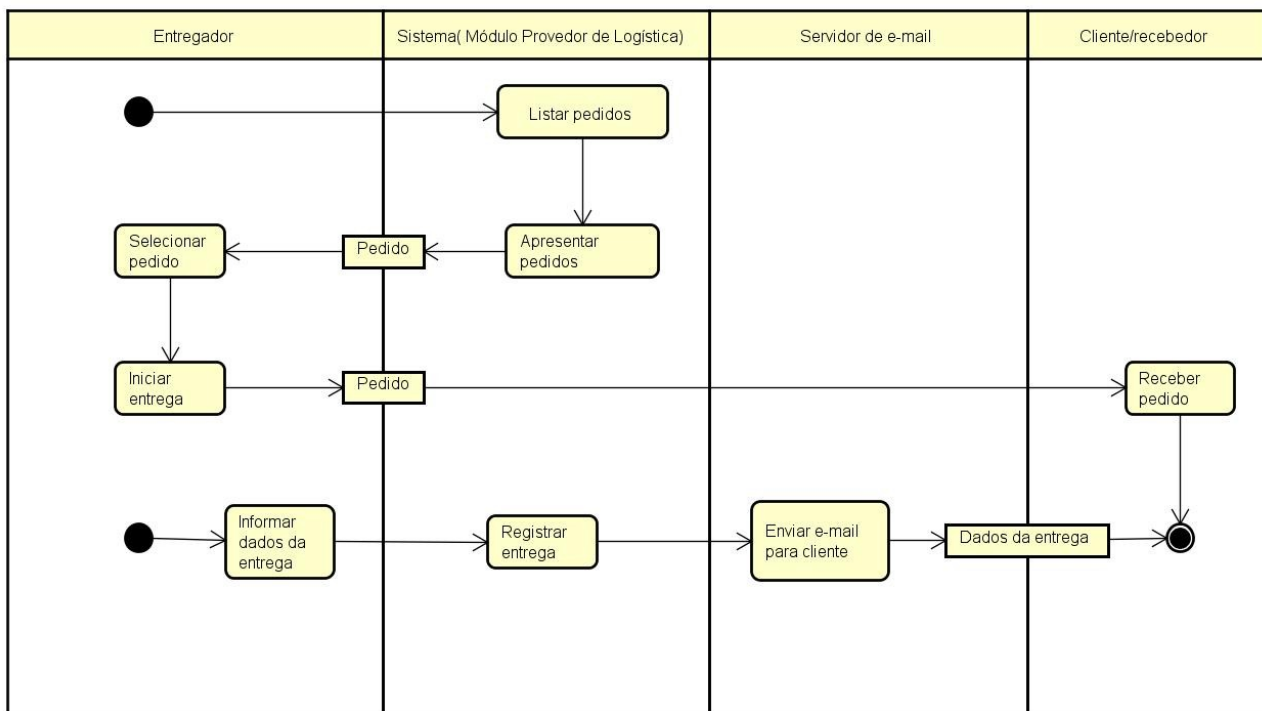 Entregador
Sistema( Módulo Provedor de Logística)
Servidor de e-mail
Cliente/recebedor
Listar pedidos
Selecionar
pedido
Pedido
Apresentar
pedidos
Iniciar
entrega
Pedido
Receber
pedido
Informar
dados da
entrega
Registrar
entrega
Enviar e-mail
para cliente
Dados da entrega